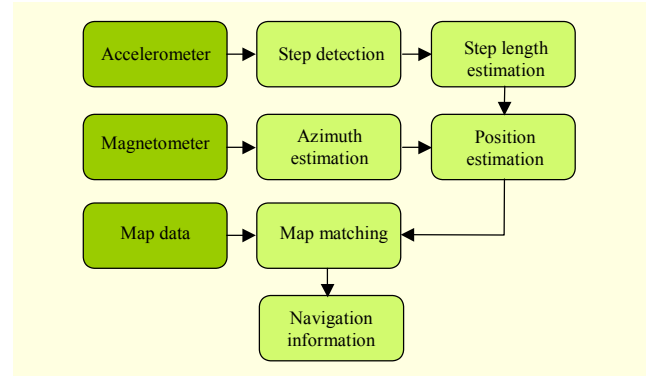 Accelerometer
Step detection
Step length
estimation
Magnetometer
Azimuth
estimation
Position
estimation
Map data
Map matching
Navigation
information